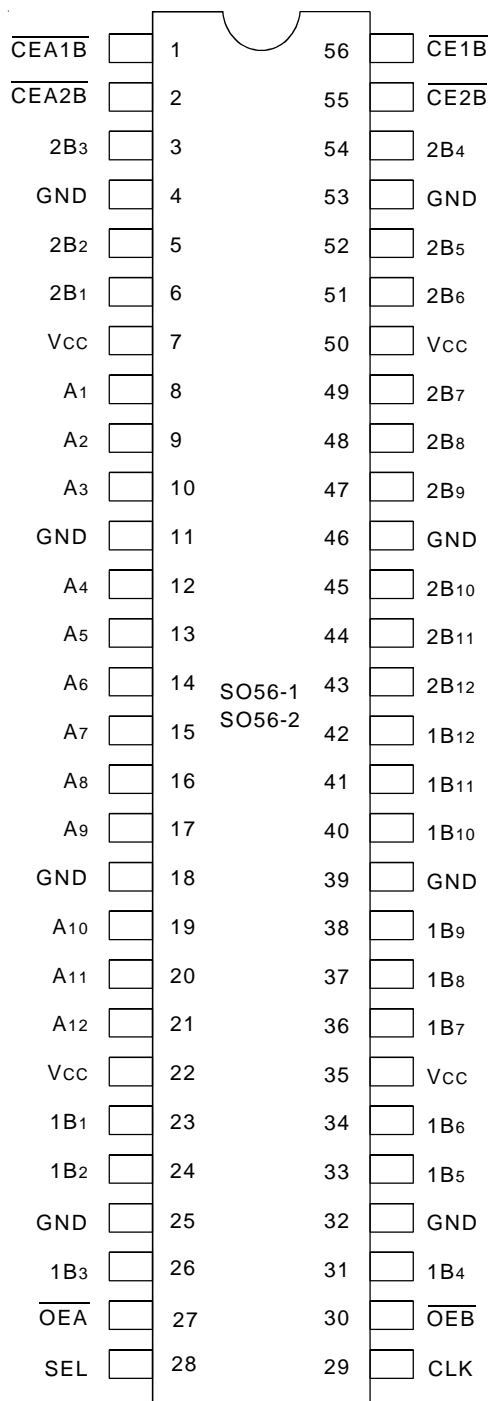 CEA1B 1 56 CE1B
CEA2B 2 55 CE2B
2B3 3 54 2B4
GND 4 53 GND
2B2 5 52 2B5
2B1 6 51 2B6
VCC 7 50 VCC
A1 8 49 2B7
A2 9 48 2B8
A3 10 47 2B9
GND 11 46 GND
A4 12 45 2B10
A5 13 44 2B11
A6 14 SO56-1 43 2B12
A7 15 SO56-2 42 1B12
A8 16 41 1B11
A9 17 40 1B10
GND 18 39 GND
A10 19 38 1B9
A11 20 37 1B8
A12 21 36 1B7
VCC 22 35 VCC
1B1 23 34 1B6
1B2 24 33 1B5
GND 25 32 GND
1B3 26 31 1B4
OEA 27 30 OEB
SEL 28 29 CLK